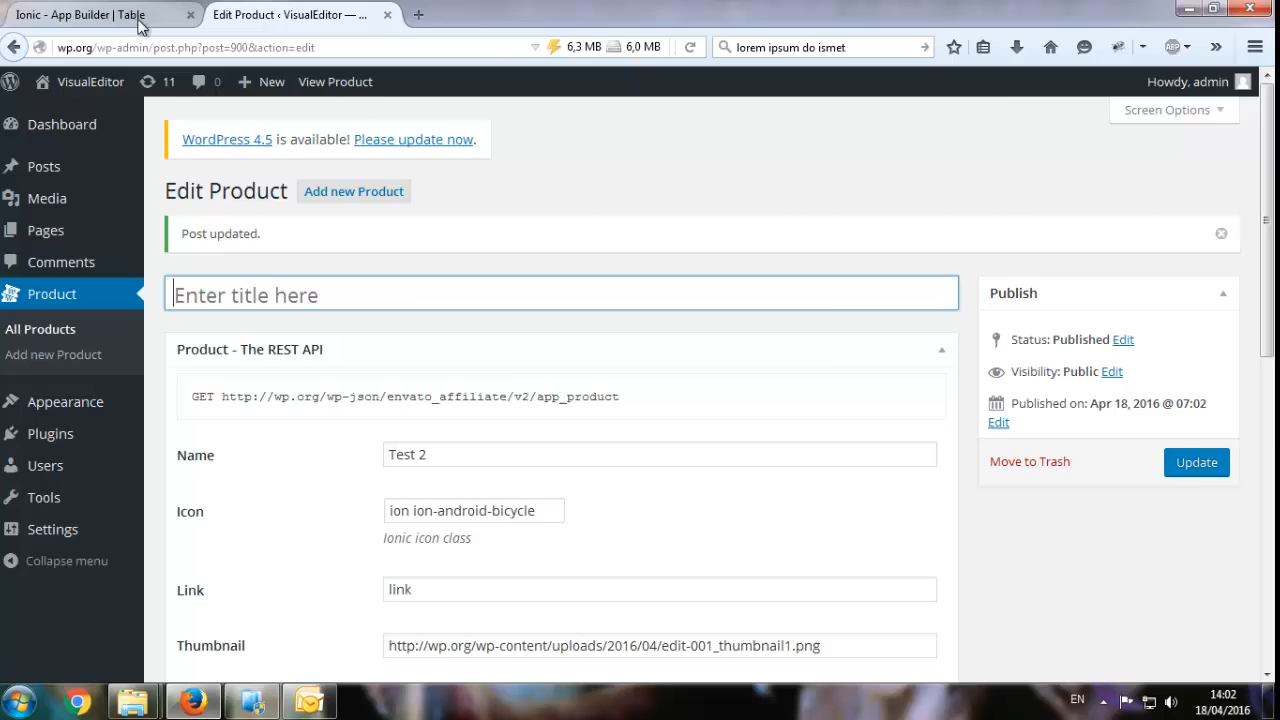 Ionic - App Builder | Table
Edit Product ‹ VisualEditor — ...
wp.org/wp-admin/post.php?post=900&action=edit
6,3 MB
6,0 MB
lorem ipsum do ismet
ABP
VisualEditor
11
0
New
View Product
Howdy, admin
Screen Options
Dashboard
Posts
Media
Pages
Comments
Product
All Products
Add new Product
Appearance
Plugins
Users
Tools
Settings
Collapse menu
WordPress 4.5 is available! Please update now.
Edit Product
Add new Product
Post updated.
Enter title here
Product - The REST API
GET http://wp.org/wp-json/envato_affiliate/v2/app_product
Name
Test 2
Icon
ion ion-android-bicycle
Ionic icon class
Link
link
Thumbnail
http://wp.org/wp-content/uploads/2016/04/edit-001_thumbnail1.png
Publish
Status: Published Edit
Visibility: Public Edit
Published on: Apr 18, 2016 @ 07:02
Edit
Move to Trash
Update
EN
14:02
18/04/2016